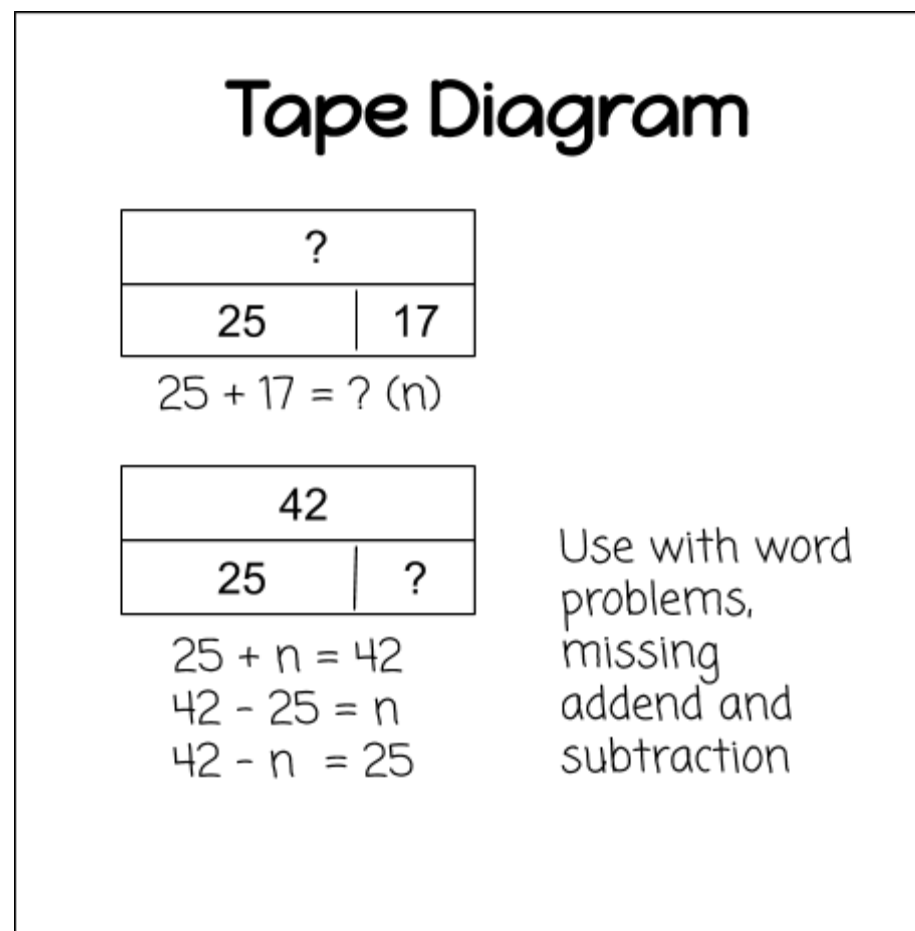 Tape Diagram
?
25 17
25 + 17 = ? (n)
42
25 ?
25 + n = 42
42 - 25 = n
42 - n = 25
Use with word
problems,
missing
addend and
subtraction